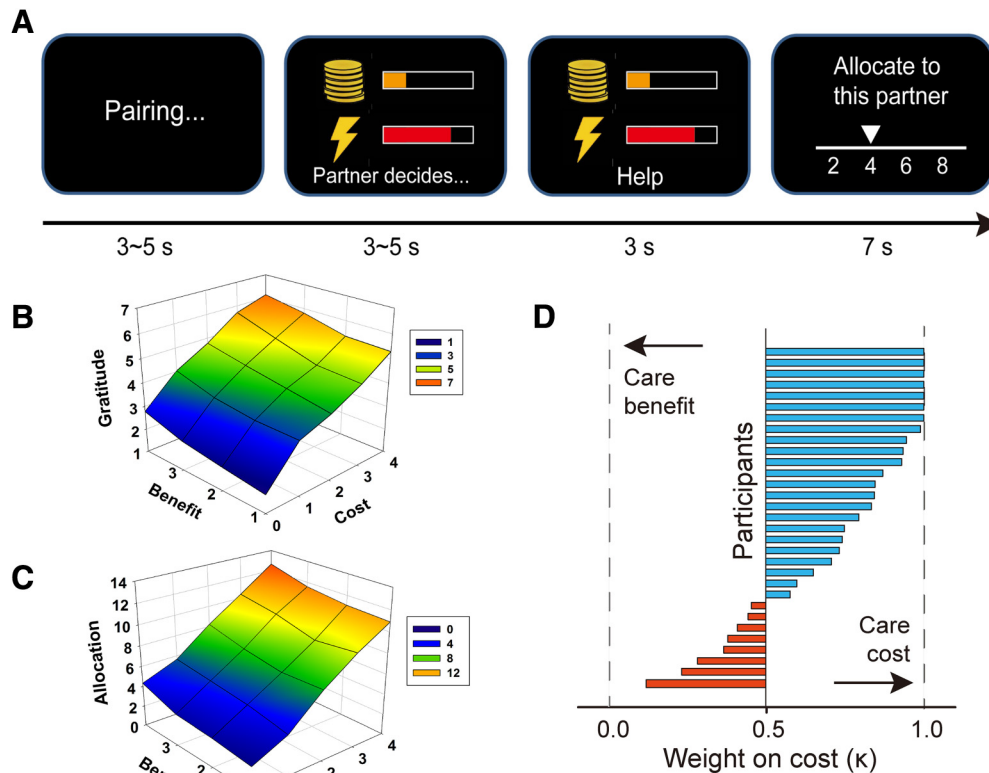 A
Pairing...
Partner decides...
Help
Allocate to
this partner
2 4 6 8
3~5 s
3~5 s
3 s
7 s
B
Gratitude
7
6
5
4
3
2
1
Benefit
3
2
1
Cost
0
1
2
3
4
1
3
5
7
C
Allocation
14
12
10
8
6
4
2
0
3
2
2
3
4
0
4
8
12
D
Care
benefit
Participants
Care
cost
0.0
0.5
1.0
Weight on cost (κ)